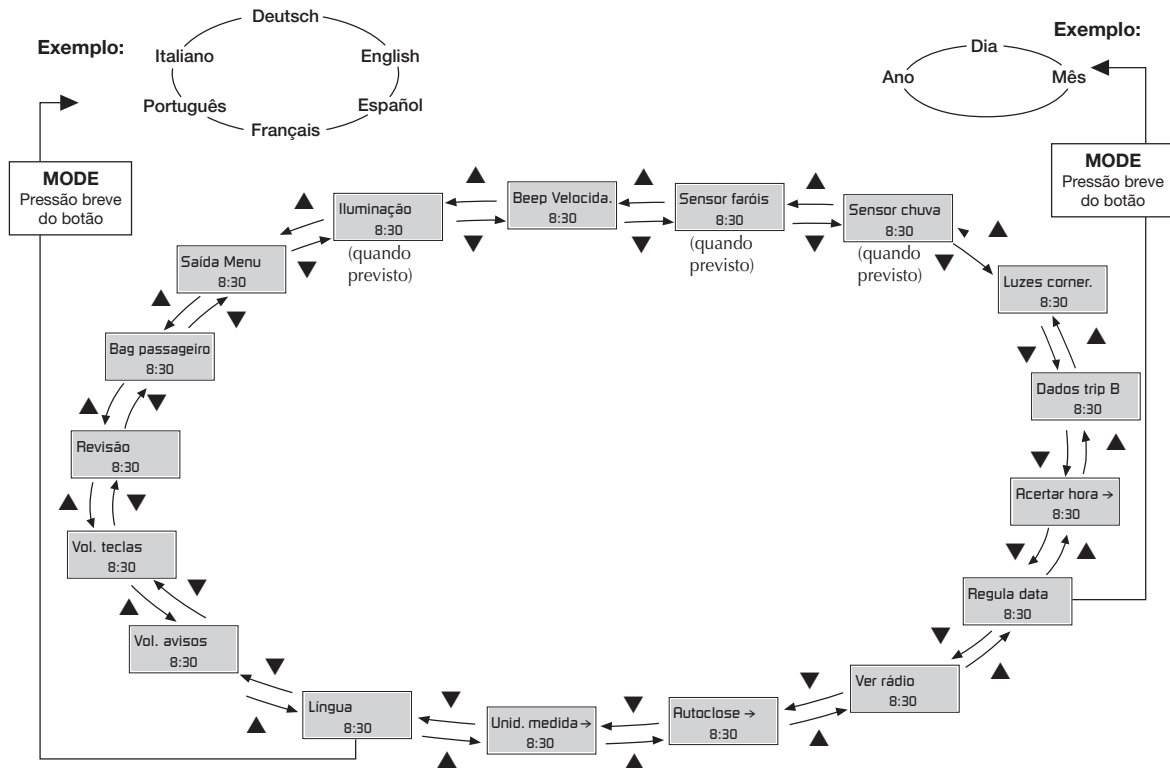 Exemplo:
Deutsch
Italiano
English
Português
Español
Français
Exemplo:
Dia
Ano
Mês
MODE
Pressão breve
do botão
MODE
Pressão breve
do botão
Iluminação
8:30
(quando
previsto)
Beep Velocida.
8:30
Sensor faróis
8:30
(quando
previsto)
Sensor chuva
8:30
(quando
previsto)
Luzes corner.
8:30
Dados trip B
8:30
Acertar hora →
8:30
Regula data
8:30
Ver rádio
8:30
Autoclose →
8:30
Unid. medida →
8:30
Língua
8:30
Vol. avisos
8:30
Vol. teclas
8:30
Revisão
8:30
Bag passageiro
8:30
Saída Menu
8:30